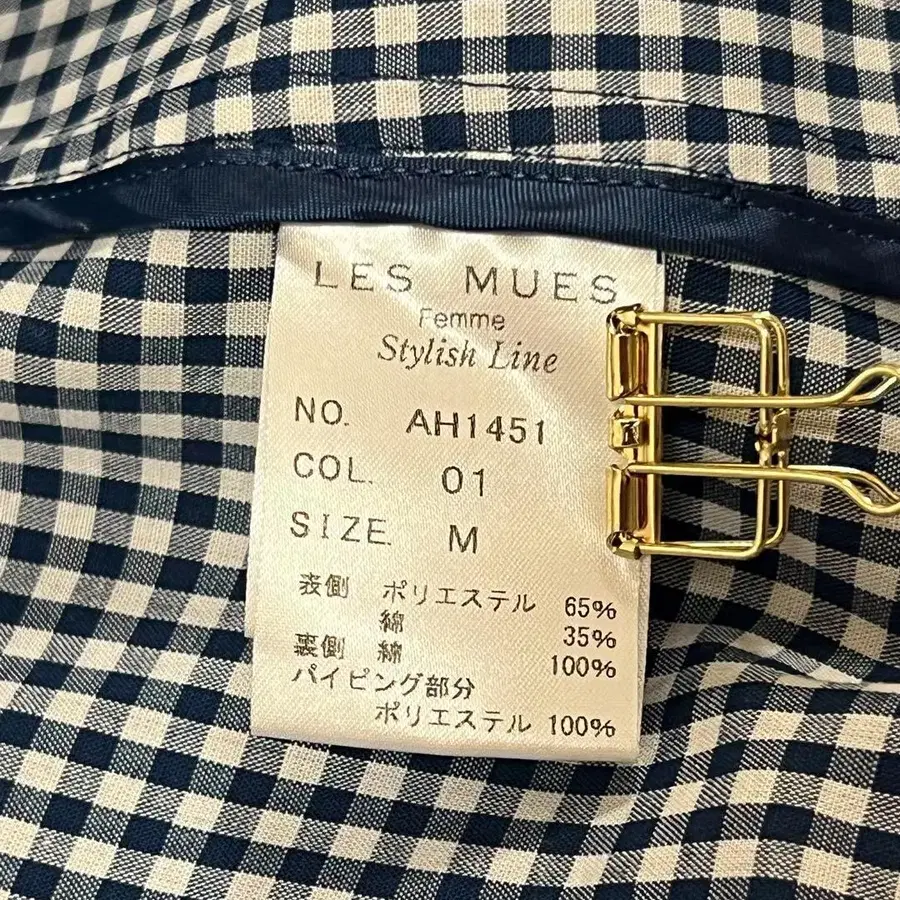 LES MUES
Femme
Stylish Line
NO. AH1451
COL. 01
SIZE. M
表側 ポリエステル 65%
綿 35%
裏側 綿 100%
パイピング部分
ポリエステル 100%